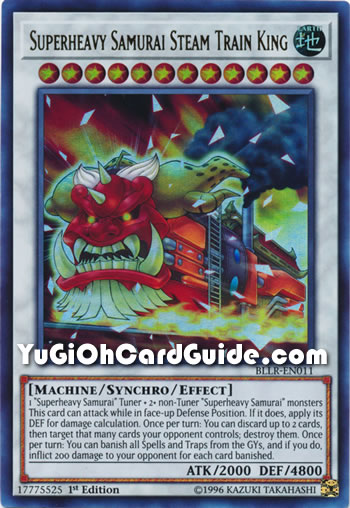 Superheavy Samurai Steam Train King
EARTH
地
YuGiOhCardGuide.com
BLLR-EN011
[Machine/Synchro/Effect]
1 "Superheavy Samurai" Tuner + 2+ non-Tuner "Superheavy Samurai" monsters
This card can attack while in face-up Defense Position. If it does, apply its
DEF for damage calculation. Once per turn: You can discard up to 2 cards,
then target that many cards your opponent controls; destroy them. Once
per turn: You can banish all Spells and Traps from the GYs, and if you do,
inflict 200 damage to your opponent for each card banished.
ATK/2000 DEF/4800
17775525 1st Edition ©1996 KAZUKI TAKAHASHI